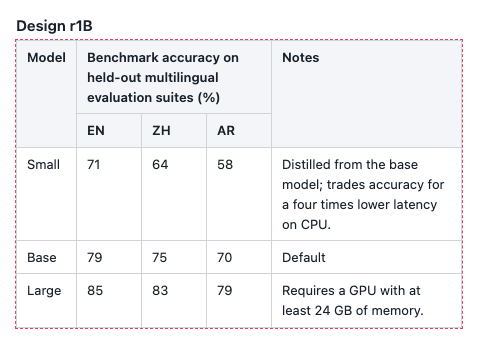 Design r1B
Model
Benchmark accuracy on
held-out multilingual
evaluation suites (%)
Notes
EN
ZH
AR
Small
71
64
58
Distilled from the base
model; trades accuracy for
a four times lower latency
on CPU.
Base
79
75
70
Default
Large
85
83
79
Requires a GPU with at
least 24 GB of memory.